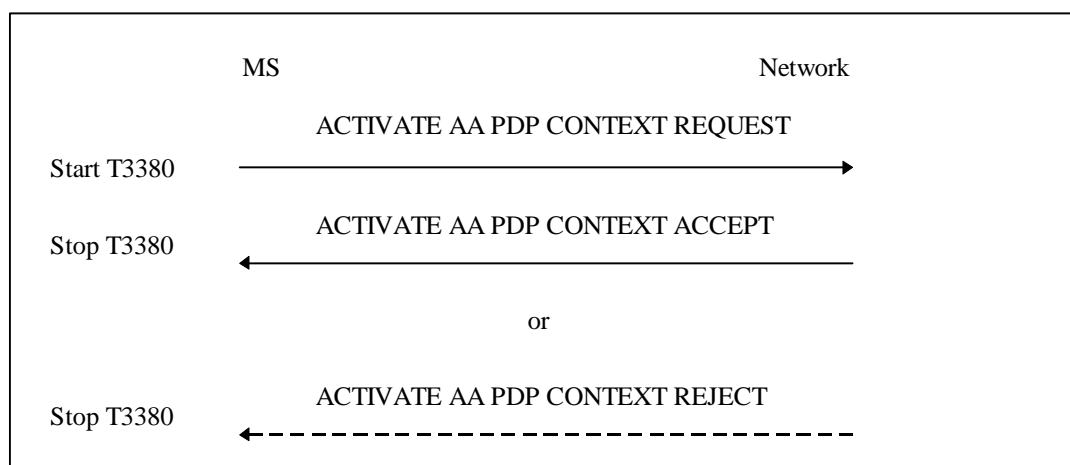 MS Network
ACTIVATE AA PDP CONTEXT REQUEST
Start T3380
ACTIVATE AA PDP CONTEXT ACCEPT
Stop T3380
or
ACTIVATE AA PDP CONTEXT REJECT
Stop T3380